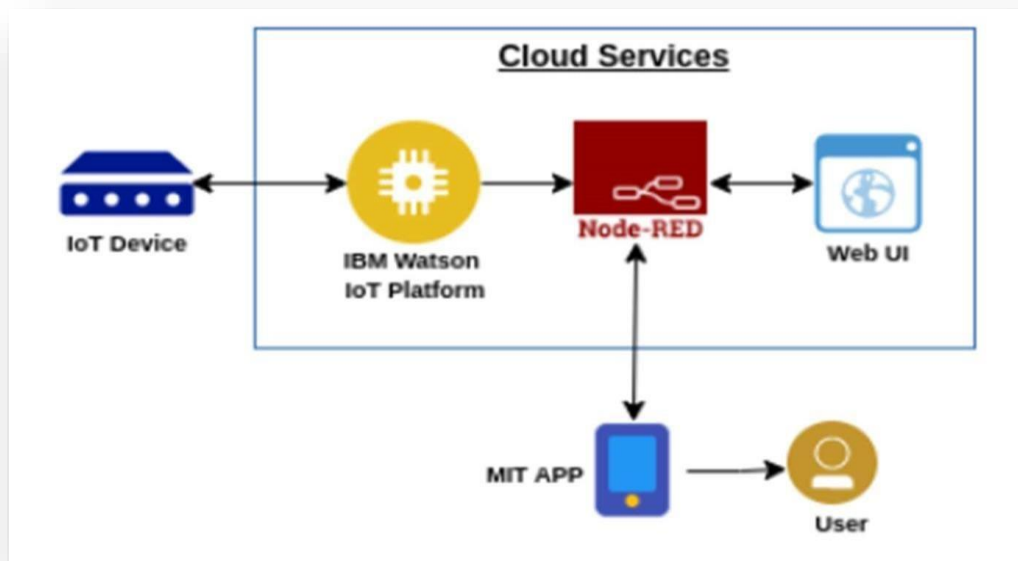 Cloud Services
IoT Device
IBM Watson
IoT Platform
Node-RED
Web UI
MIT APP
User